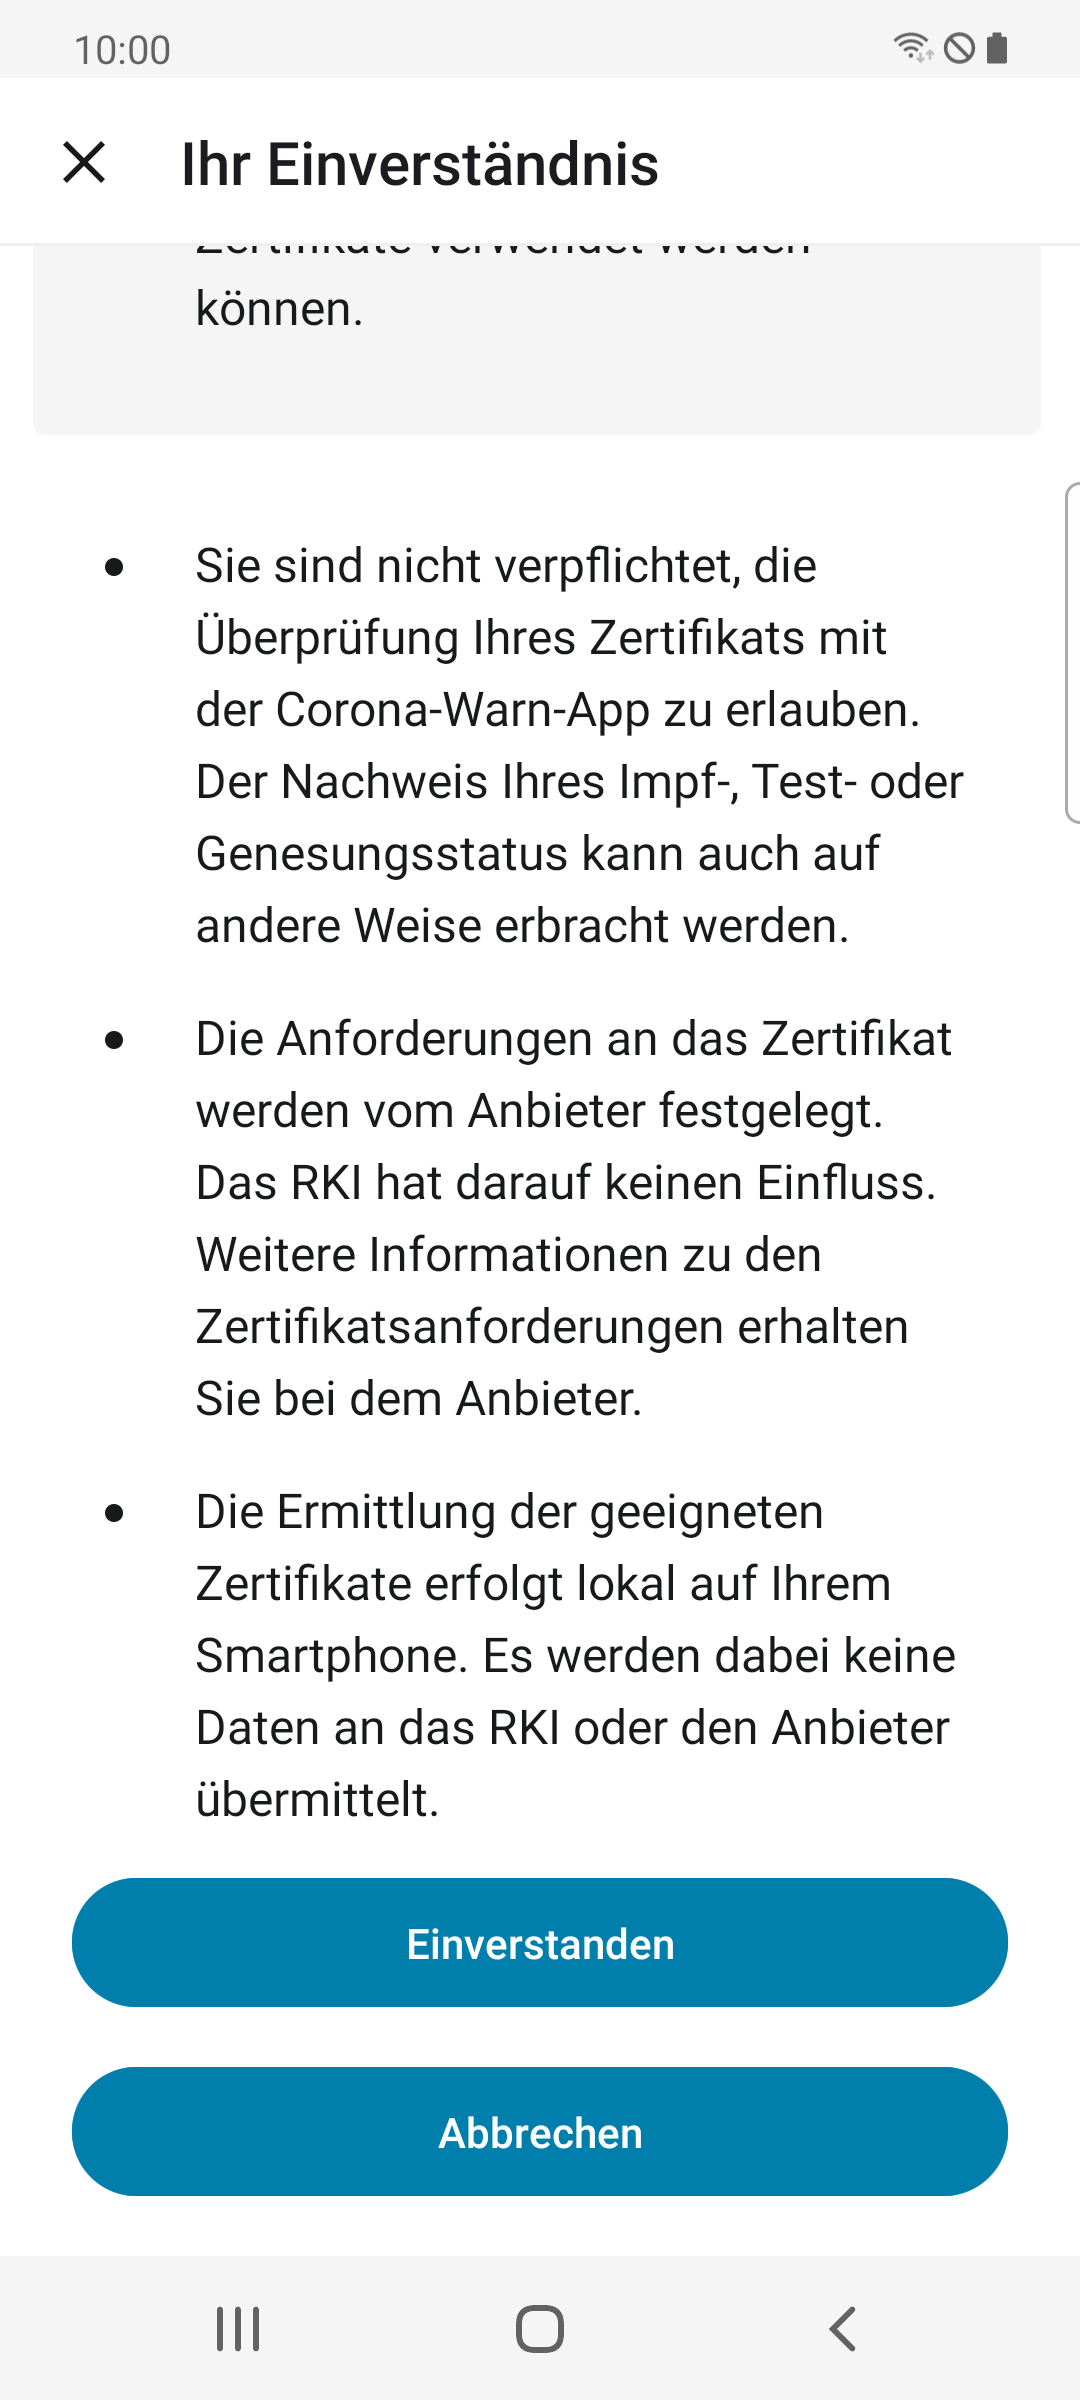 10:00
Ihr Einverständnis
Zertifikate verwendet werden
können.
Sie sind nicht verpflichtet, die
Überprüfung Ihres Zertifikats mit
der Corona-Warn-App zu erlauben.
Der Nachweis Ihres Impf-, Test- oder
Genesungsstatus kann auch auf
andere Weise erbracht werden.
Die Anforderungen an das Zertifikat
werden vom Anbieter festgelegt.
Das RKI hat darauf keinen Einfluss.
Weitere Informationen zu den
Zertifikatsanforderungen erhalten
Sie bei dem Anbieter.
Die Ermittlung der geeigneten
Zertifikate erfolgt lokal auf Ihrem
Smartphone. Es werden dabei keine
Daten an das RKI oder den Anbieter
übermittelt.
Einverstanden
Abbrechen